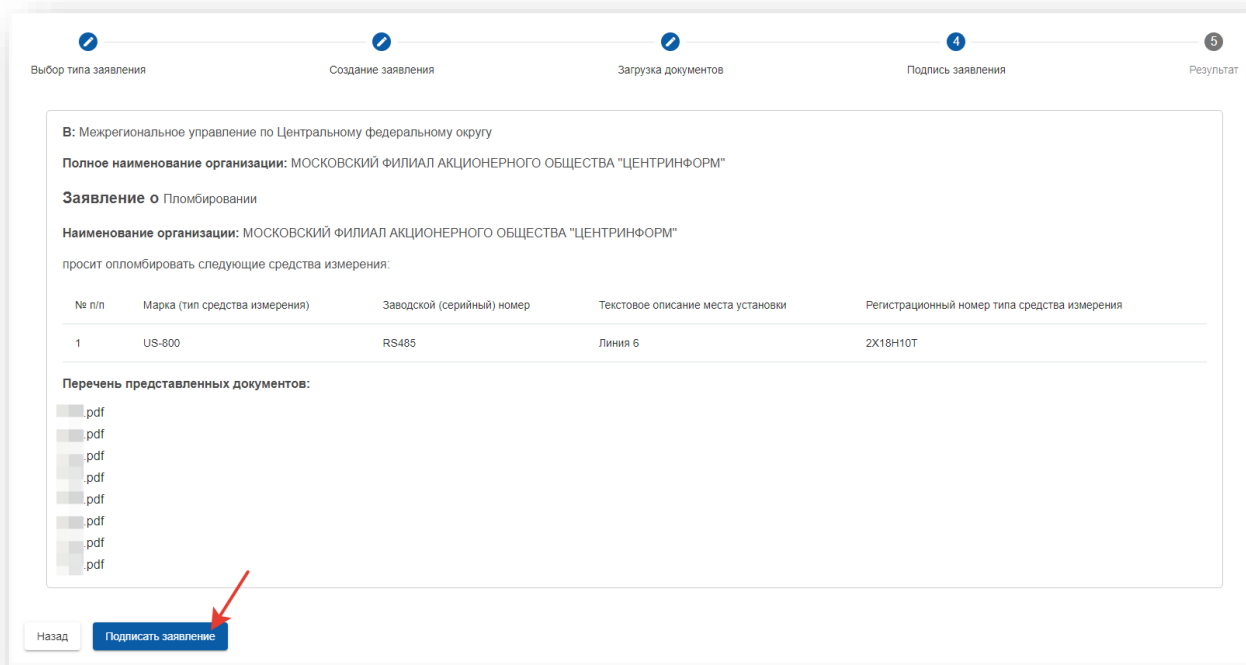 4
5
Выбор типа заявления
Создание заявления
Загрузка документов
Подпись заявления
Результат
В: Межрегиональное управление по Центральному федеральному округу
Полное наименование организации: МОСКОВСКИЙ ФИЛИАЛ АКЦИОНЕРНОГО ОБЩЕСТВА "ЦЕНТРИНФОРМ"
Заявление о Пломбировании
Наименование организации: МОСКОВСКИЙ ФИЛИАЛ АКЦИОНЕРНОГО ОБЩЕСТВА "ЦЕНТРИНФОРМ"
просит опломбировать следующие средства измерения:
№ п/п Марка (тип средства измерения) Заводской (серийный) номер Текстовое описание места установки Регистрационный номер типа средства измерения
1 US-800 RS485 Линия 6 2X18H10T
Перечень представленных документов:
.pdf
.pdf
.pdf
.pdf
.pdf
.pdf
.pdf
.pdf
Назад Подписать заявление